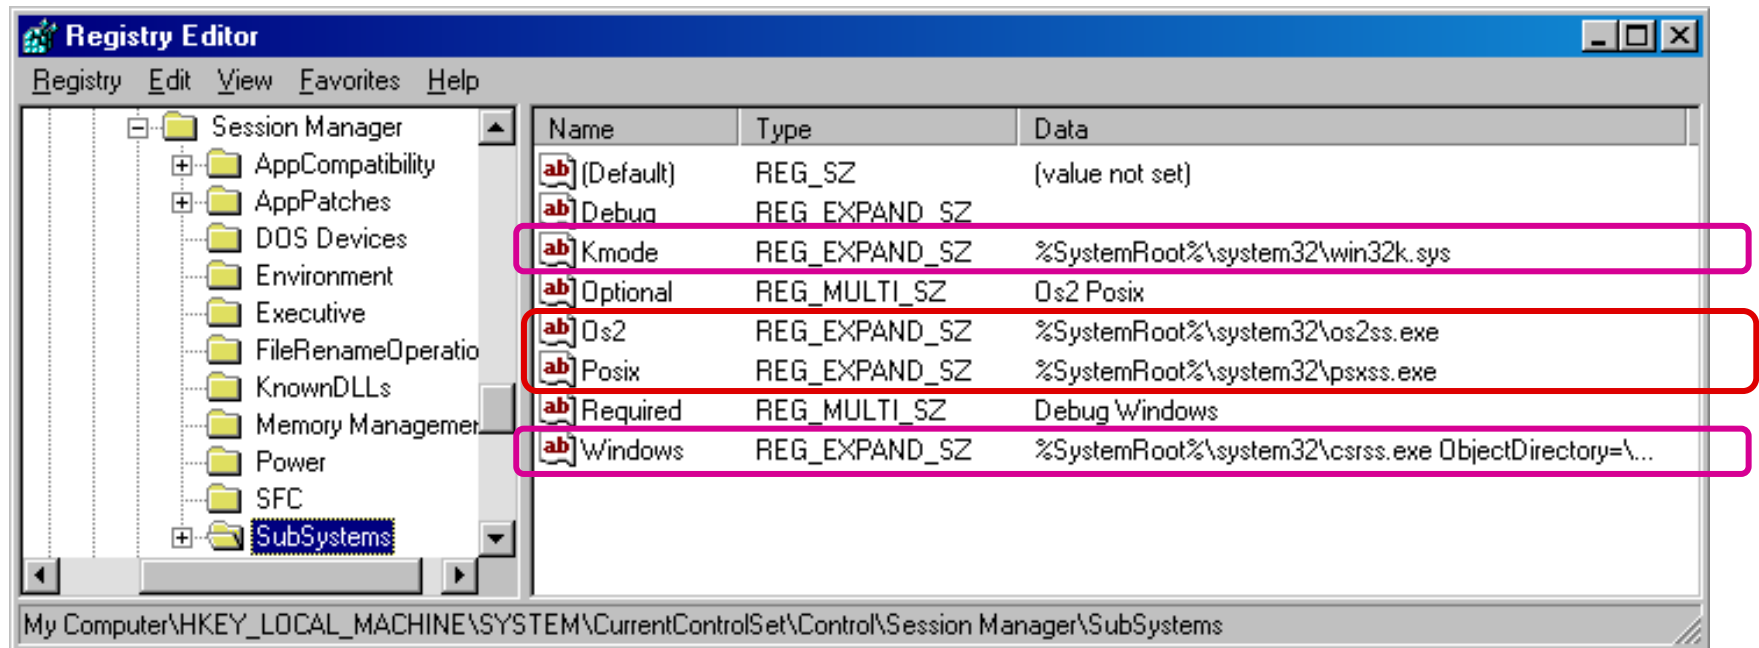 Registry Editor
Registry Edit View Favorites Help
Session Manager
AppCompatibility
AppPatches
DOS Devices
Environment
Executive
FileRenameOperatio
KnownDLLs
Memory Managemer
Power
SFC
SubSystems
Name Type Data
(Default) REG_SZ (value not set)
Debug REG_EXPAND_SZ
Kmode REG_EXPAND_SZ %SystemRoot%\system32\win32k.sys
Optional REG_MULTI_SZ Os2 Posix
Os2 REG_EXPAND_SZ %SystemRoot%\system32\os2ss.exe
Posix REG_EXPAND_SZ %SystemRoot%\system32\psxss.exe
Required REG_MULTI_SZ Debug Windows
Windows REG_EXPAND_SZ %SystemRoot%\system32\csrss.exe ObjectDirectory=\...
My Computer\HKEY_LOCAL_MACHINE\SYSTEM\CurrentControlSet\Control\Session Manager\SubSystems